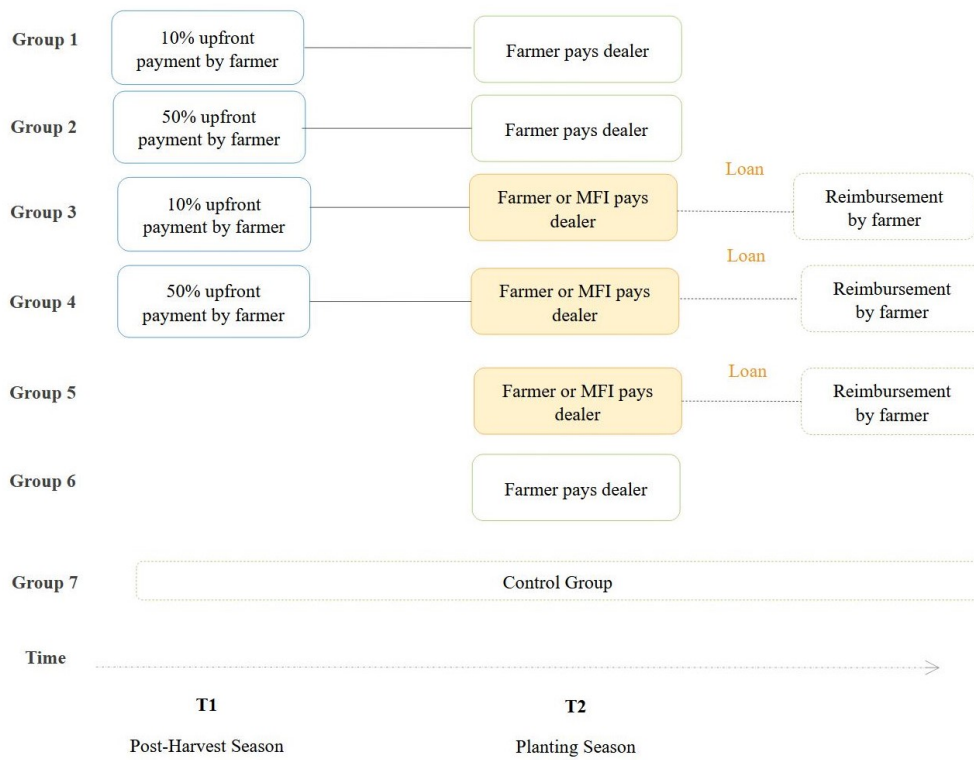 Group 1
10% upfront
payment by farmer
Farmer pays dealer
Group 2
50% upfront
payment by farmer
Farmer pays dealer
Group 3
10% upfront
payment by farmer
Farmer or MFI pays
dealer
Loan
Reimbursement
by farmer
Group 4
50% upfront
payment by farmer
Farmer or MFI pays
dealer
Loan
Reimbursement
by farmer
Group 5
Farmer or MFI pays
dealer
Loan
Reimbursement
by farmer
Group 6
Farmer pays dealer
Group 7
Control Group
Time
T1
T2
Post-Harvest Season
Planting Season